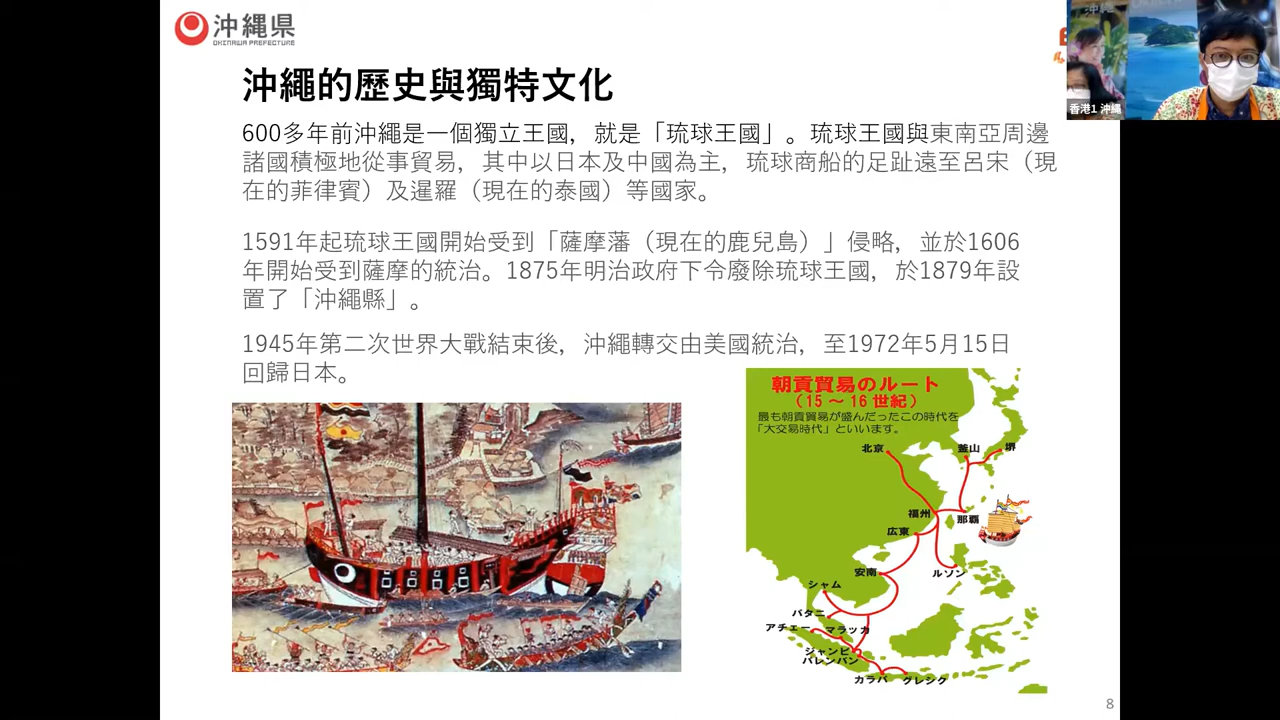 沖縄県
OKINAWA PREFECTURE
沖繩的歷史與獨特文化
600多年前沖繩是一個獨立王國，就是「琉球王國」。琉球王國與東南亞周邊
諸國積極地從事貿易，其中以日本及中國為主，琉球商船的足趾遠至呂宋（現
在的菲律賓）及暹羅（現在的泰國）等國家。
1591年起琉球王國開始受到「薩摩藩（現在的鹿兒島）」侵略，並於1606
年開始受到薩摩的統治。1875年明治政府下令廢除琉球王國，於1879年設
置了「沖繩縣」。
1945年第二次世界大戰結束後，沖繩轉交由美國統治，至1972年5月15日
回歸日本。
朝貢貿易のルート
（15～16世紀）
最も朝貢貿易が盛んだったこの時代を
「大交易時代」といいます。
北京
釜山
堺
福州
那覇
広東
安南
ルソン
シャム
パタニ
アチェー
マラッカ
ジャンビ
パレンバン
カラパ
グレシク
香港1 沖縄
8